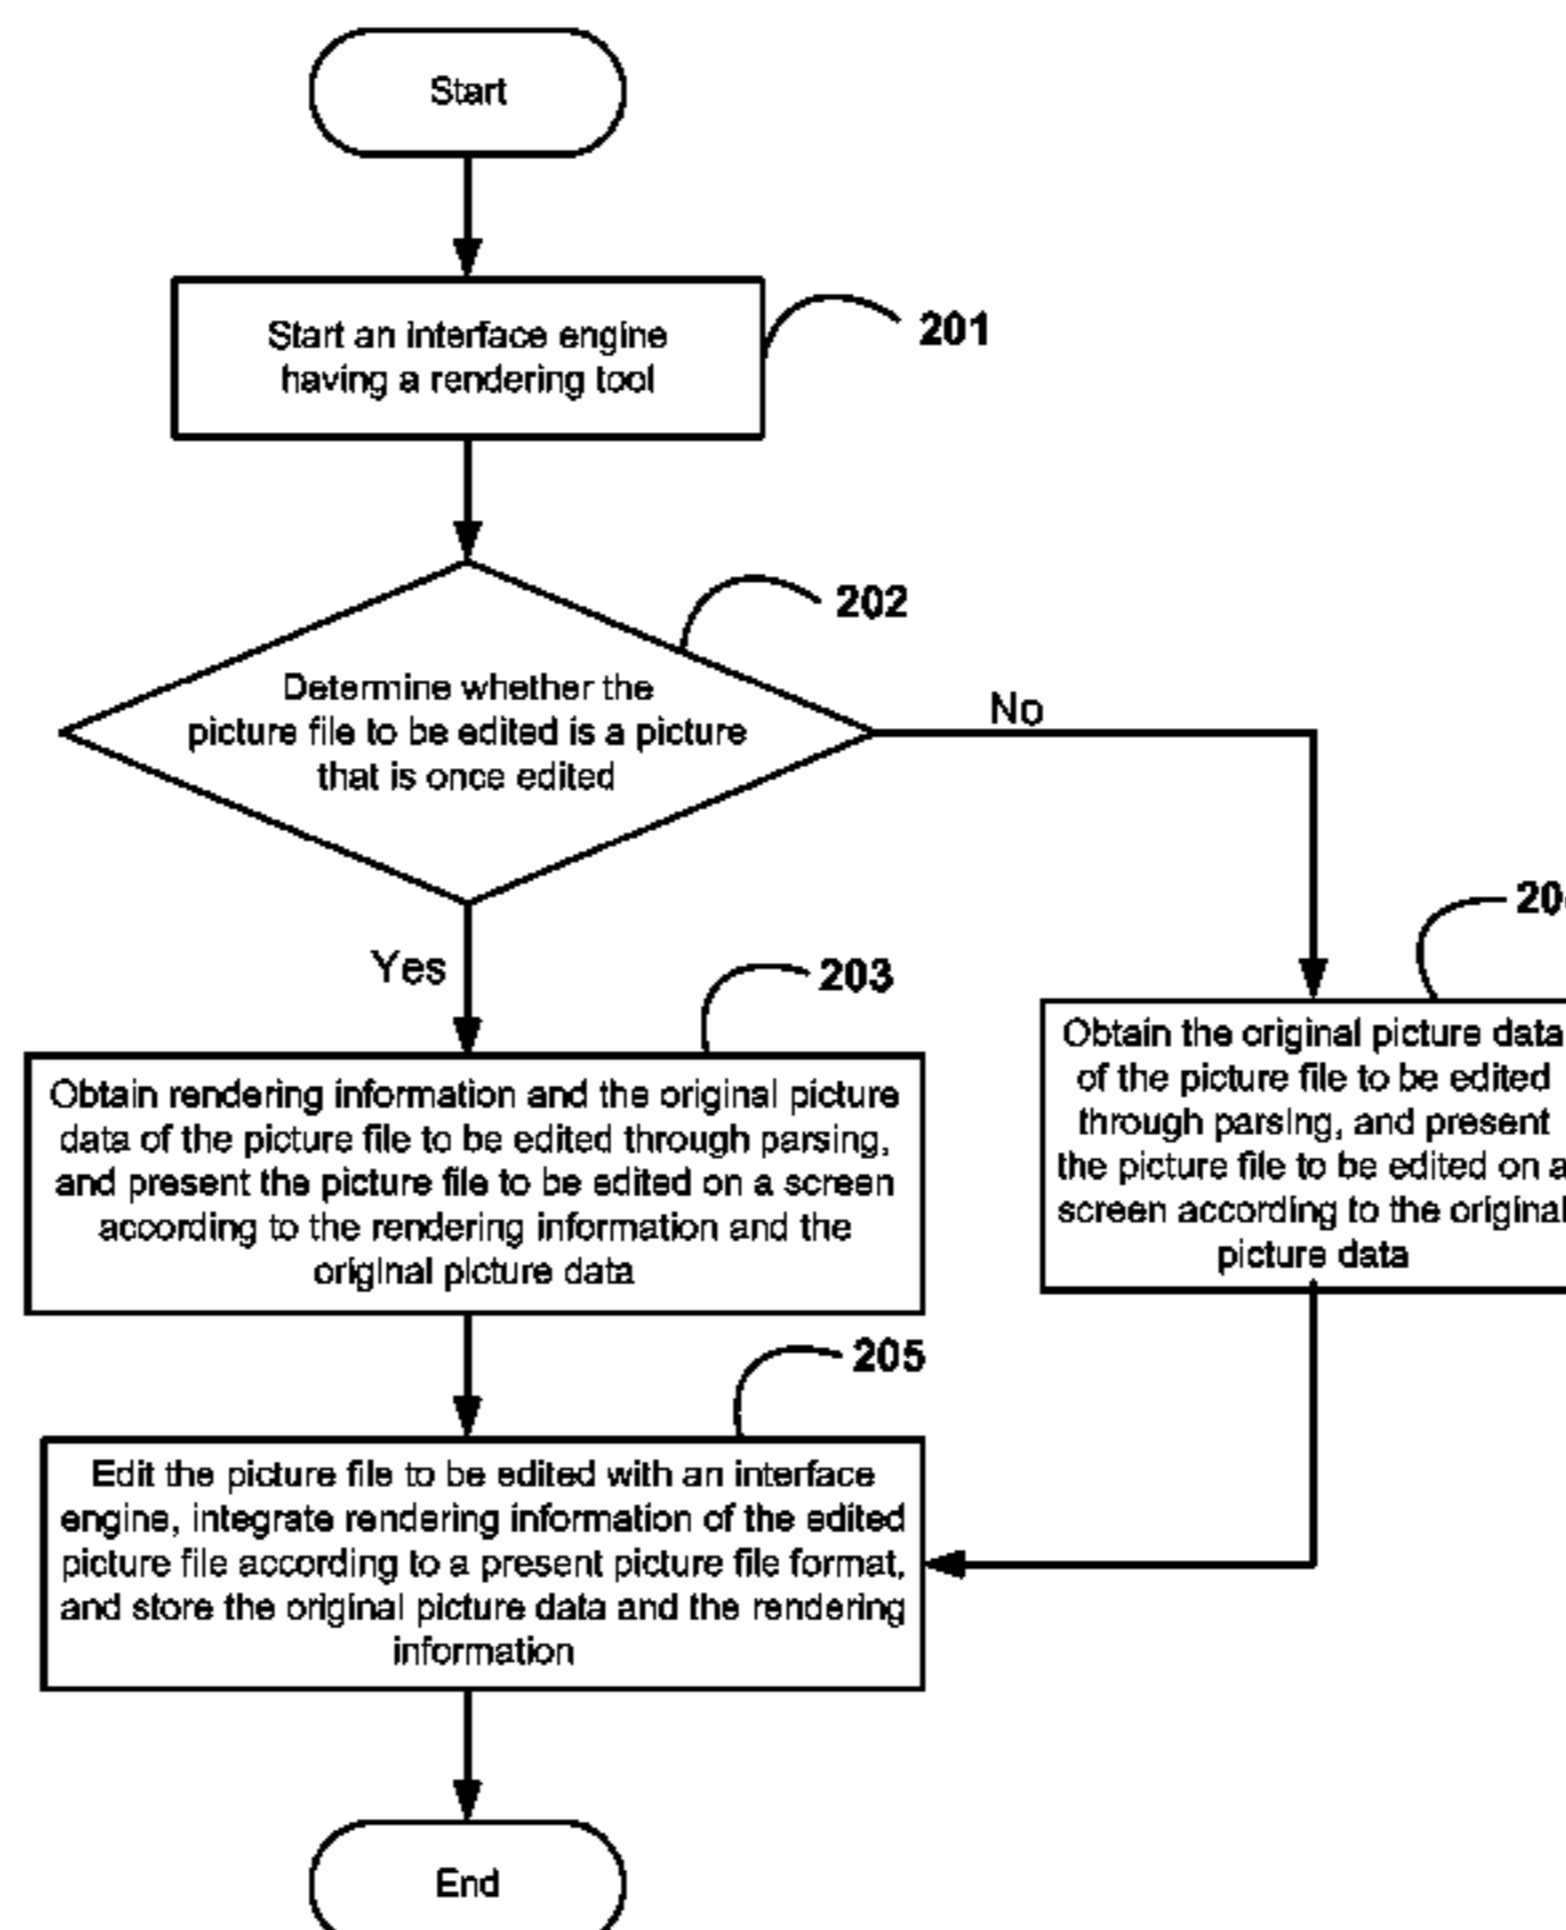 Start
Start an interface engine
having a rendering tool
201
202
Determine whether the
picture file to be edited is a picture
that is once edited
No
Yes
203
Obtain rendering information and the original picture
data of the picture file to be edited through parsing,
and present the picture file to be edited on a screen
according to the rendering information and the
original picture data
Obtain the original picture data
of the picture file to be edited
through parsing, and present
the picture file to be edited on a
screen according to the original
picture data
205
Edit the picture file to be edited with an interface
engine, integrate rendering information of the edited
picture file according to a present picture file format,
and store the original picture data and the rendering
information
End